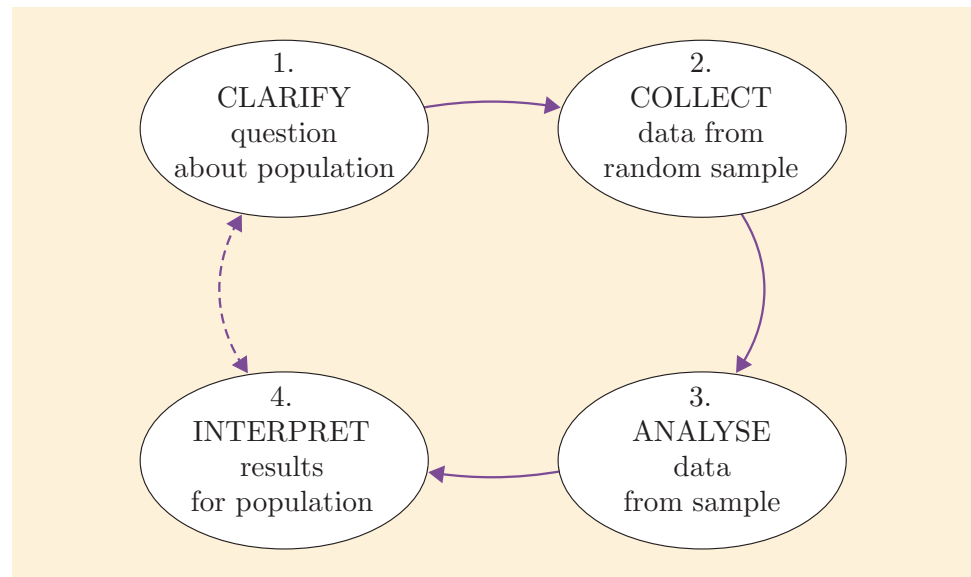 1.
CLARIFY
question
about population
2.
COLLECT
data from
random sample
3.
ANALYSE
data
from sample
4.
INTERPRET
results
for population